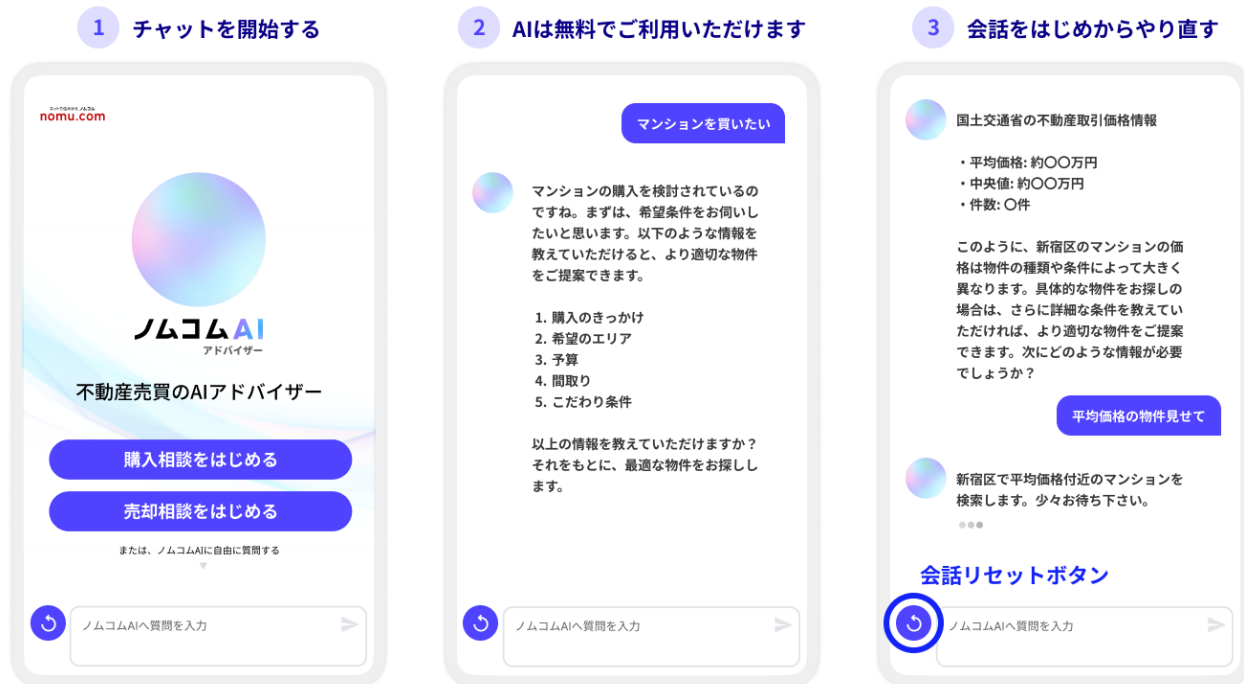 1 チャットを開始する
ネットで住みかえ ノムコム
nomu.com
ノムコム AI
アドバイザー
不動産売買のAIアドバイザー
購入相談をはじめる
売却相談をはじめる
または、ノムコムAIに自由に質問する
ノムコムAIへ質問を入力
2 AIは無料でご利用いただけます
マンションを買いたい
マンションの購入を検討されているの
ですね。まずは、希望条件をお伺いし
たいと思います。以下のような情報を
教えていただけると、より適切な物件
をご提案できます。
1. 購入のきっかけ
2. 希望のエリア
3. 予算
4. 間取り
5. こだわり条件
以上の情報を教えていただけますか？
それをもとに、最適な物件をお探しし
ます。
ノムコムAIへ質問を入力
3 会話をはじめからやり直す
国土交通省の不動産取引価格情報
・平均価格: 約〇〇万円
・中央値: 約〇〇万円
・件数: 〇件
このように、新宿区のマンションの価
格は物件の種類や条件によって大きく
異なります。具体的な物件をお探しの
場合は、さらに詳細な条件を教えてい
ただければ、より適切な物件をご提案
できます。次にどのような情報が必要
でしょうか？
平均価格の物件見せて
新宿区で平均価格付近のマンションを
検索します。少々お待ち下さい。
会話リセットボタン
ノムコムAIへ質問を入力